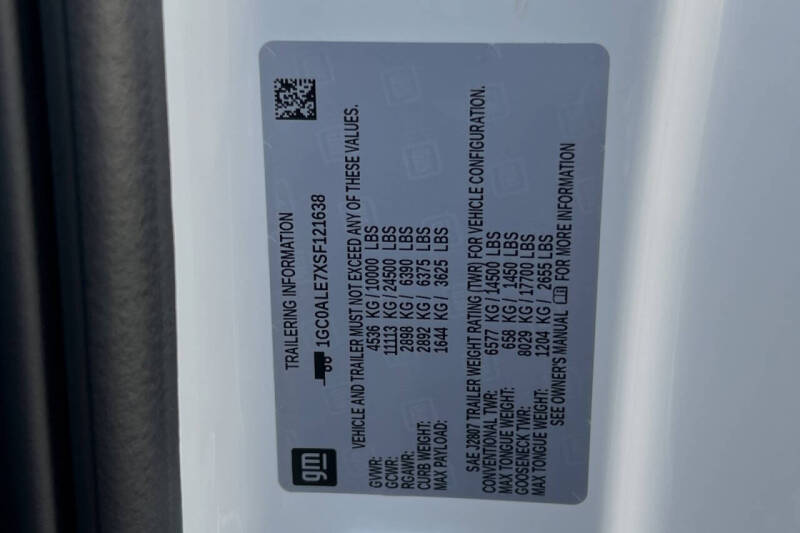 gm
TRAILERING INFORMATION
1GC0ALE7XSF121638
VEHICLE AND TRAILER MUST NOT EXCEED ANY OF THESE VALUES.
GVWR: 4536 KG / 10000 LBS
GCWR: 11113 KG / 24500 LBS
RGAWR: 2898 KG / 6390 LBS
CURB WEIGHT: 2892 KG / 6375 LBS
MAX PAYLOAD: 1644 KG / 3625 LBS
SAE J2807 TRAILER WEIGHT RATING (TWR) FOR VEHICLE CONFIGURATION.
CONVENTIONAL TWR: 6577 KG / 14500 LBS
MAX TONGUE WEIGHT: 658 KG / 1450 LBS
GOOSENECK TWR: 8029 KG / 17700 LBS
MAX TONGUE WEIGHT: 1204 KG / 2655 LBS
SEE OWNER'S MANUAL FOR MORE INFORMATION